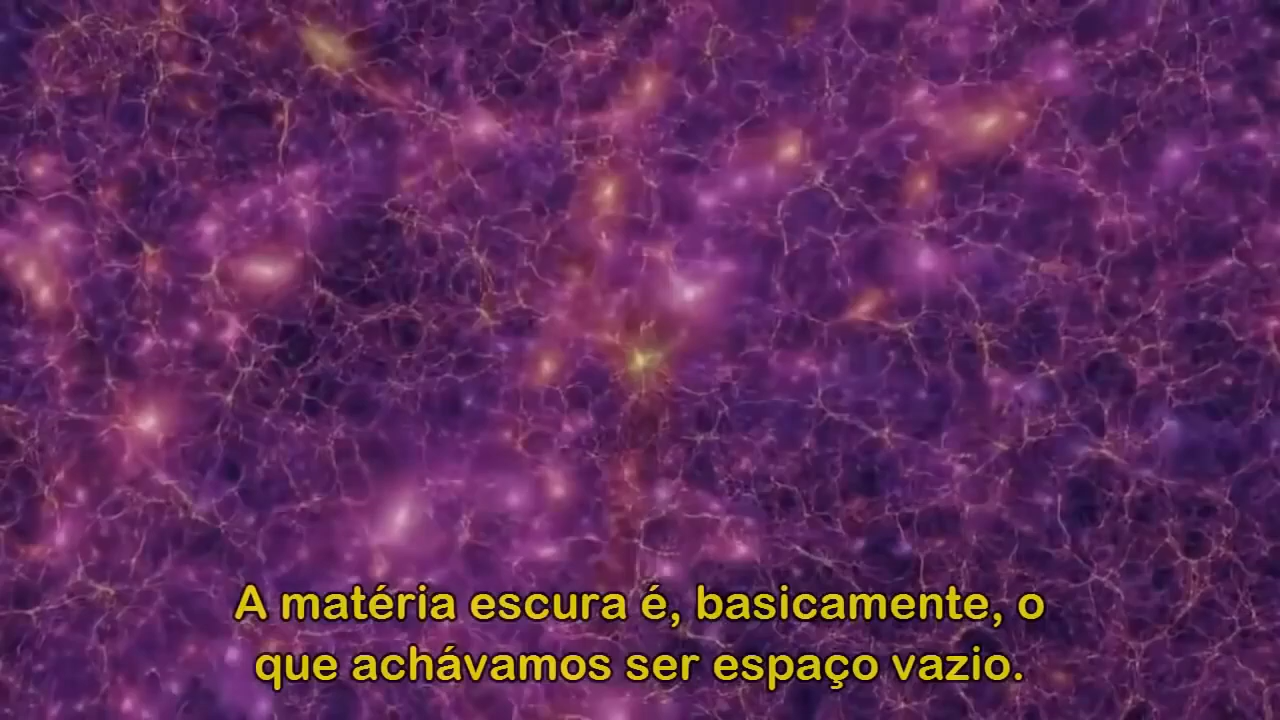 A matéria escura é, basicamente, o
que achávamos ser espaço vazio.